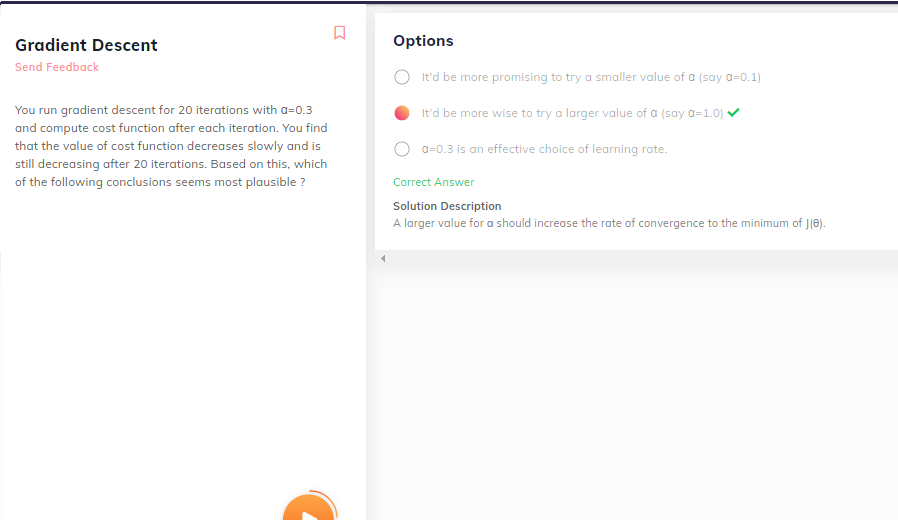 Gradient Descent
Send Feedback
You run gradient descent for 20 iterations with α=0.3
and compute cost function after each iteration. You find
that the value of cost function decreases slowly and is
still decreasing after 20 iterations. Based on this, which
of the following conclusions seems most plausible ?
Options
It'd be more promising to try a smaller value of α (say α=0.1)
It'd be more wise to try a larger value of α (say α=1.0)
α=0.3 is an effective choice of learning rate.
Correct Answer
Solution Description
A larger value for α should increase the rate of convergence to the minimum of J(θ).